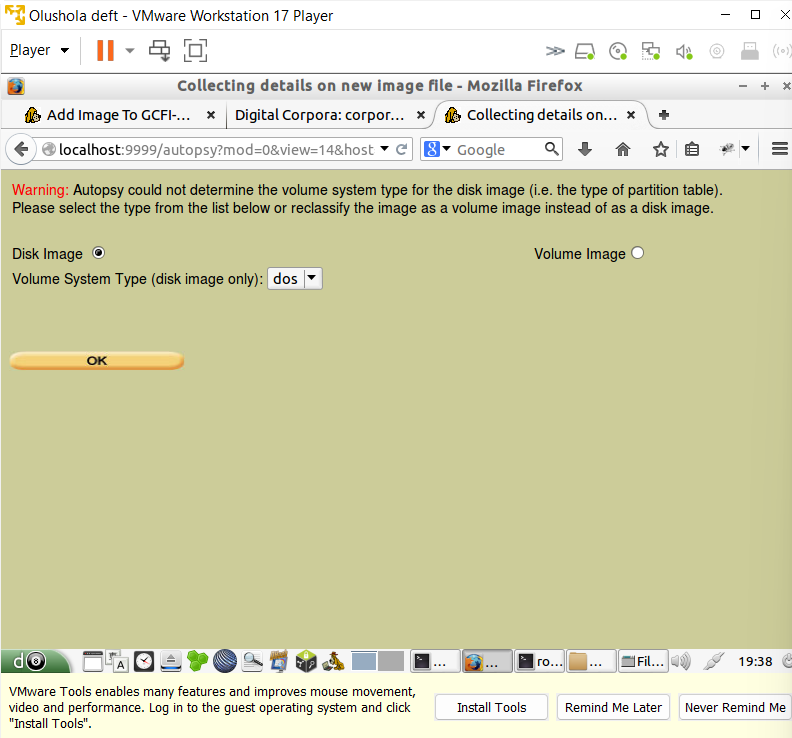 Olushola deft - VMware Workstation 17 Player
Player
Collecting details on new image file - Mozilla Firefox
Add Image To GCFI-...
Digital Corpora: corpor...
Collecting details on...
localhost:9999/autopsy?mod=0&view=14&host
Google
Warning: Autopsy could not determine the volume system type for the disk image (i.e. the type of partition table).
Please select the type from the list below or reclassify the image as a volume image instead of as a disk image.
Disk Image
Volume Image
Volume System Type (disk image only): dos
OK
d8
...
...
ro...
...
Fil...
19:38
VMware Tools enables many features and improves mouse movement,
video and performance. Log in to the guest operating system and click
"Install Tools".
Install Tools
Remind Me Later
Never Remind Me